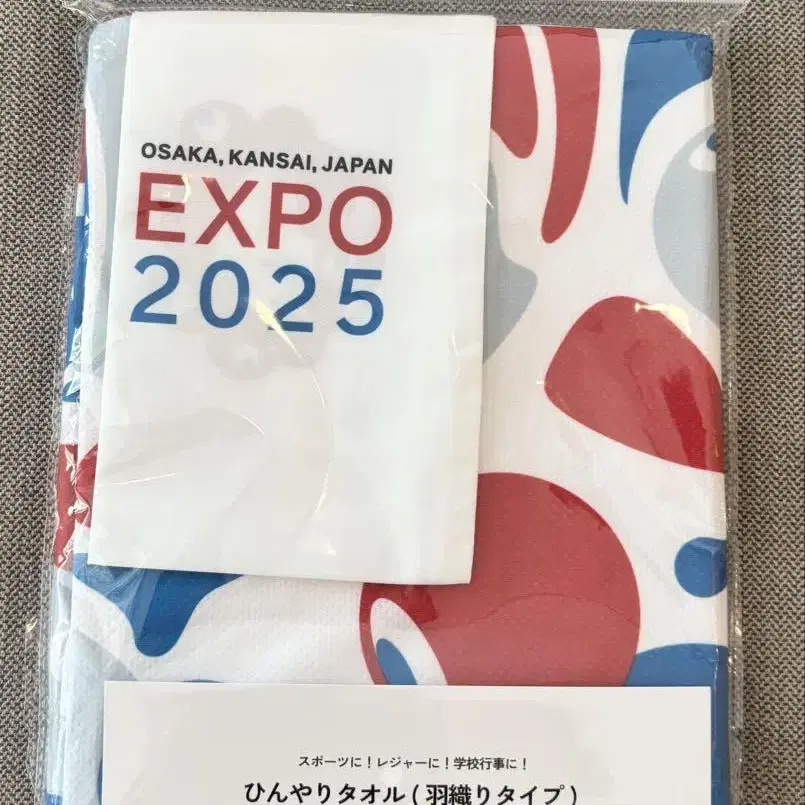 OSAKA, KANSAI, JAPAN
EXPO
2025
スポーツに！レジャーに！学校行事に！
ひんやりタオル ( 羽織りタイプ )